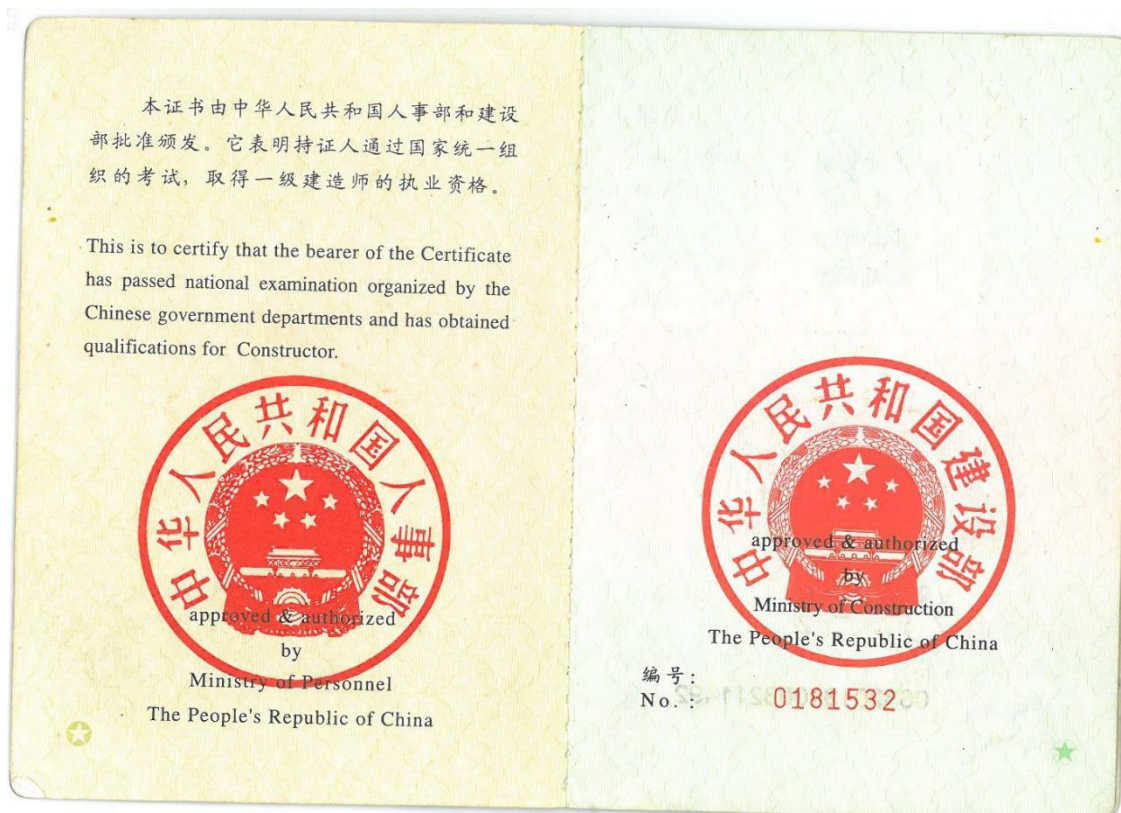 本证书由中华人民共和国人事部和建设
部批准颁发。它表明持证人通过国家统一组
织的考试，取得一级建造师的执业资格。
This is to certify that the bearer of the Certificate
has passed national examination organized by the
Chinese government departments and has obtained
qualifications for Constructor.
中华人民共和国人事部
approved & authorized
by
Ministry of Personnel
The People's Republic of China
中华人民共和国建设部
approved & authorized
by
Ministry of Construction
The People's Republic of China
编号：
No.： 0181532